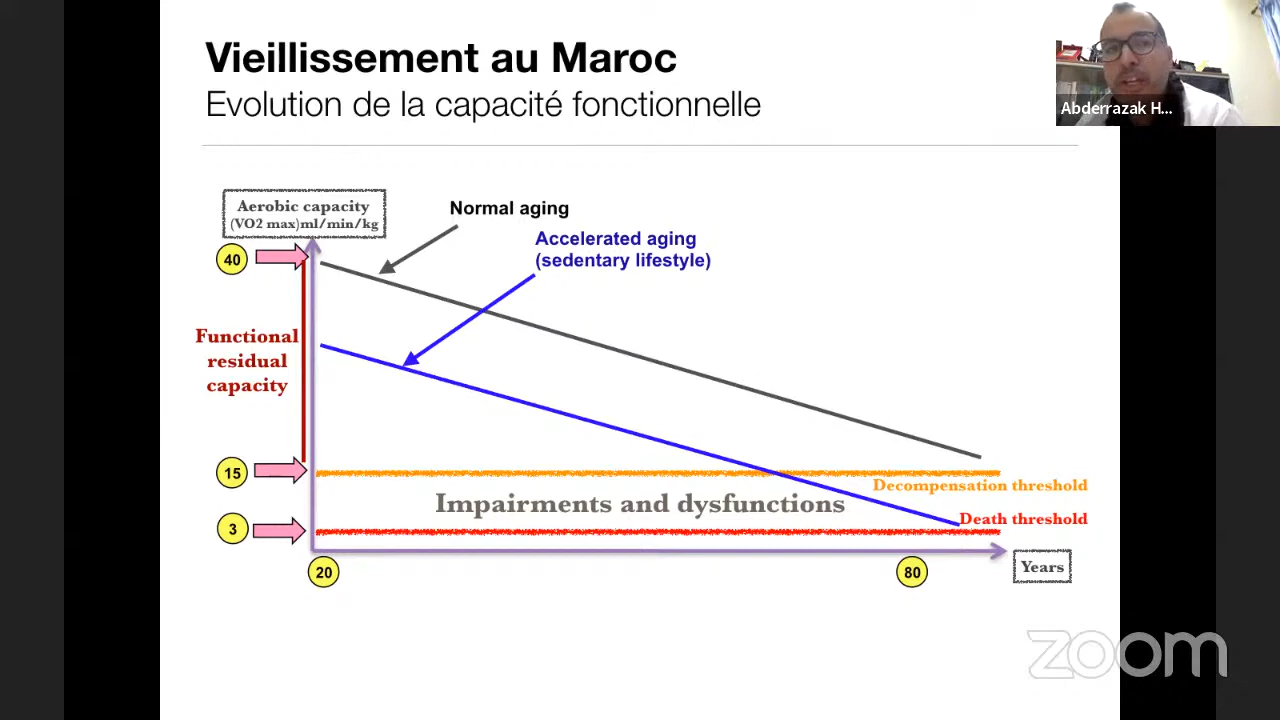 Vieillissement au Maroc
Evolution de la capacité fonctionnelle
Abderrazak H...
Aerobic capacity
(VO2 max)ml/min/kg
Normal aging
Accelerated aging
(sedentary lifestyle)
40
Functional
residual
capacity
15
Decompensation threshold
Impairments and dysfunctions
Death threshold
3
20
80
Years
zoom